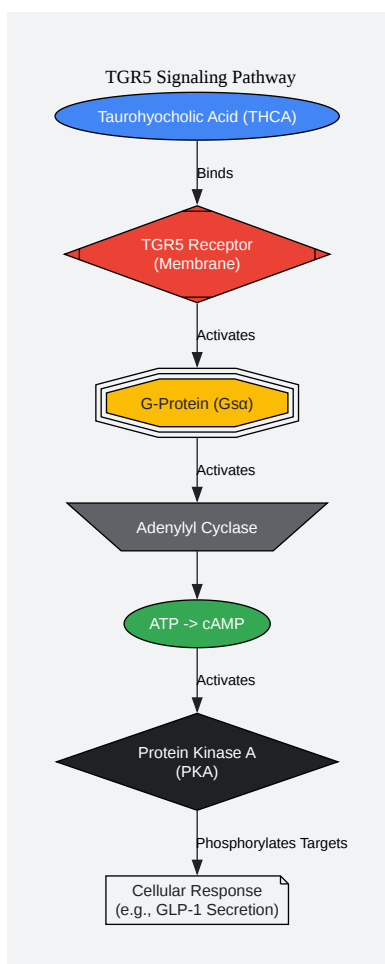 TGR5 Signaling Pathway
Taurohyocholic Acid (THCA)
Binds
TGR5 Receptor
(Membrane)
Activates
G-Protein (Gsα)
Activates
Adenylyl Cyclase
ATP -> cAMP
Activates
Protein Kinase A
(PKA)
Phosphorylates Targets
Cellular Response
(e.g., GLP-1 Secretion)